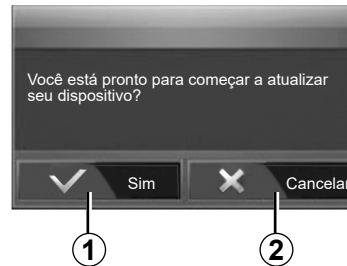 Você está pronto para começar a atualizar
seu dispositivo?
Sim
Cancelar
1
2